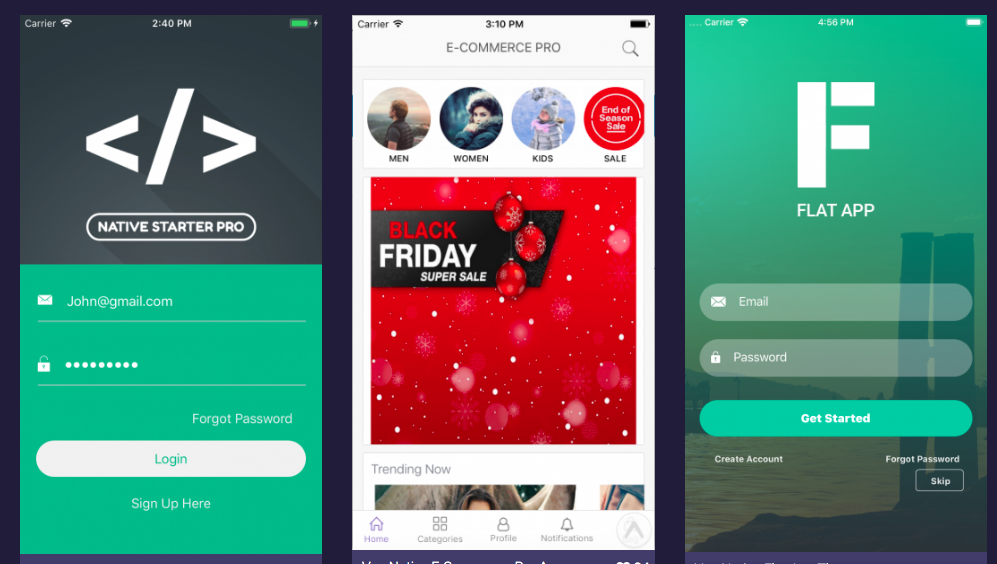 Carrier 2:40 PM
</>
NATIVE STARTER PRO
John@gmail.com
Forgot Password
Login
Sign Up Here
Carrier 3:10 PM
E-COMMERCE PRO
End of
Season
Sale
MEN WOMEN KIDS SALE
BLACK
FRIDAY
SUPER SALE
Trending Now
Home Categories Profile Notifications
Carrier 4:56 PM
F
FLAT APP
Email
Password
Get Started
Create Account Forgot Password
Skip